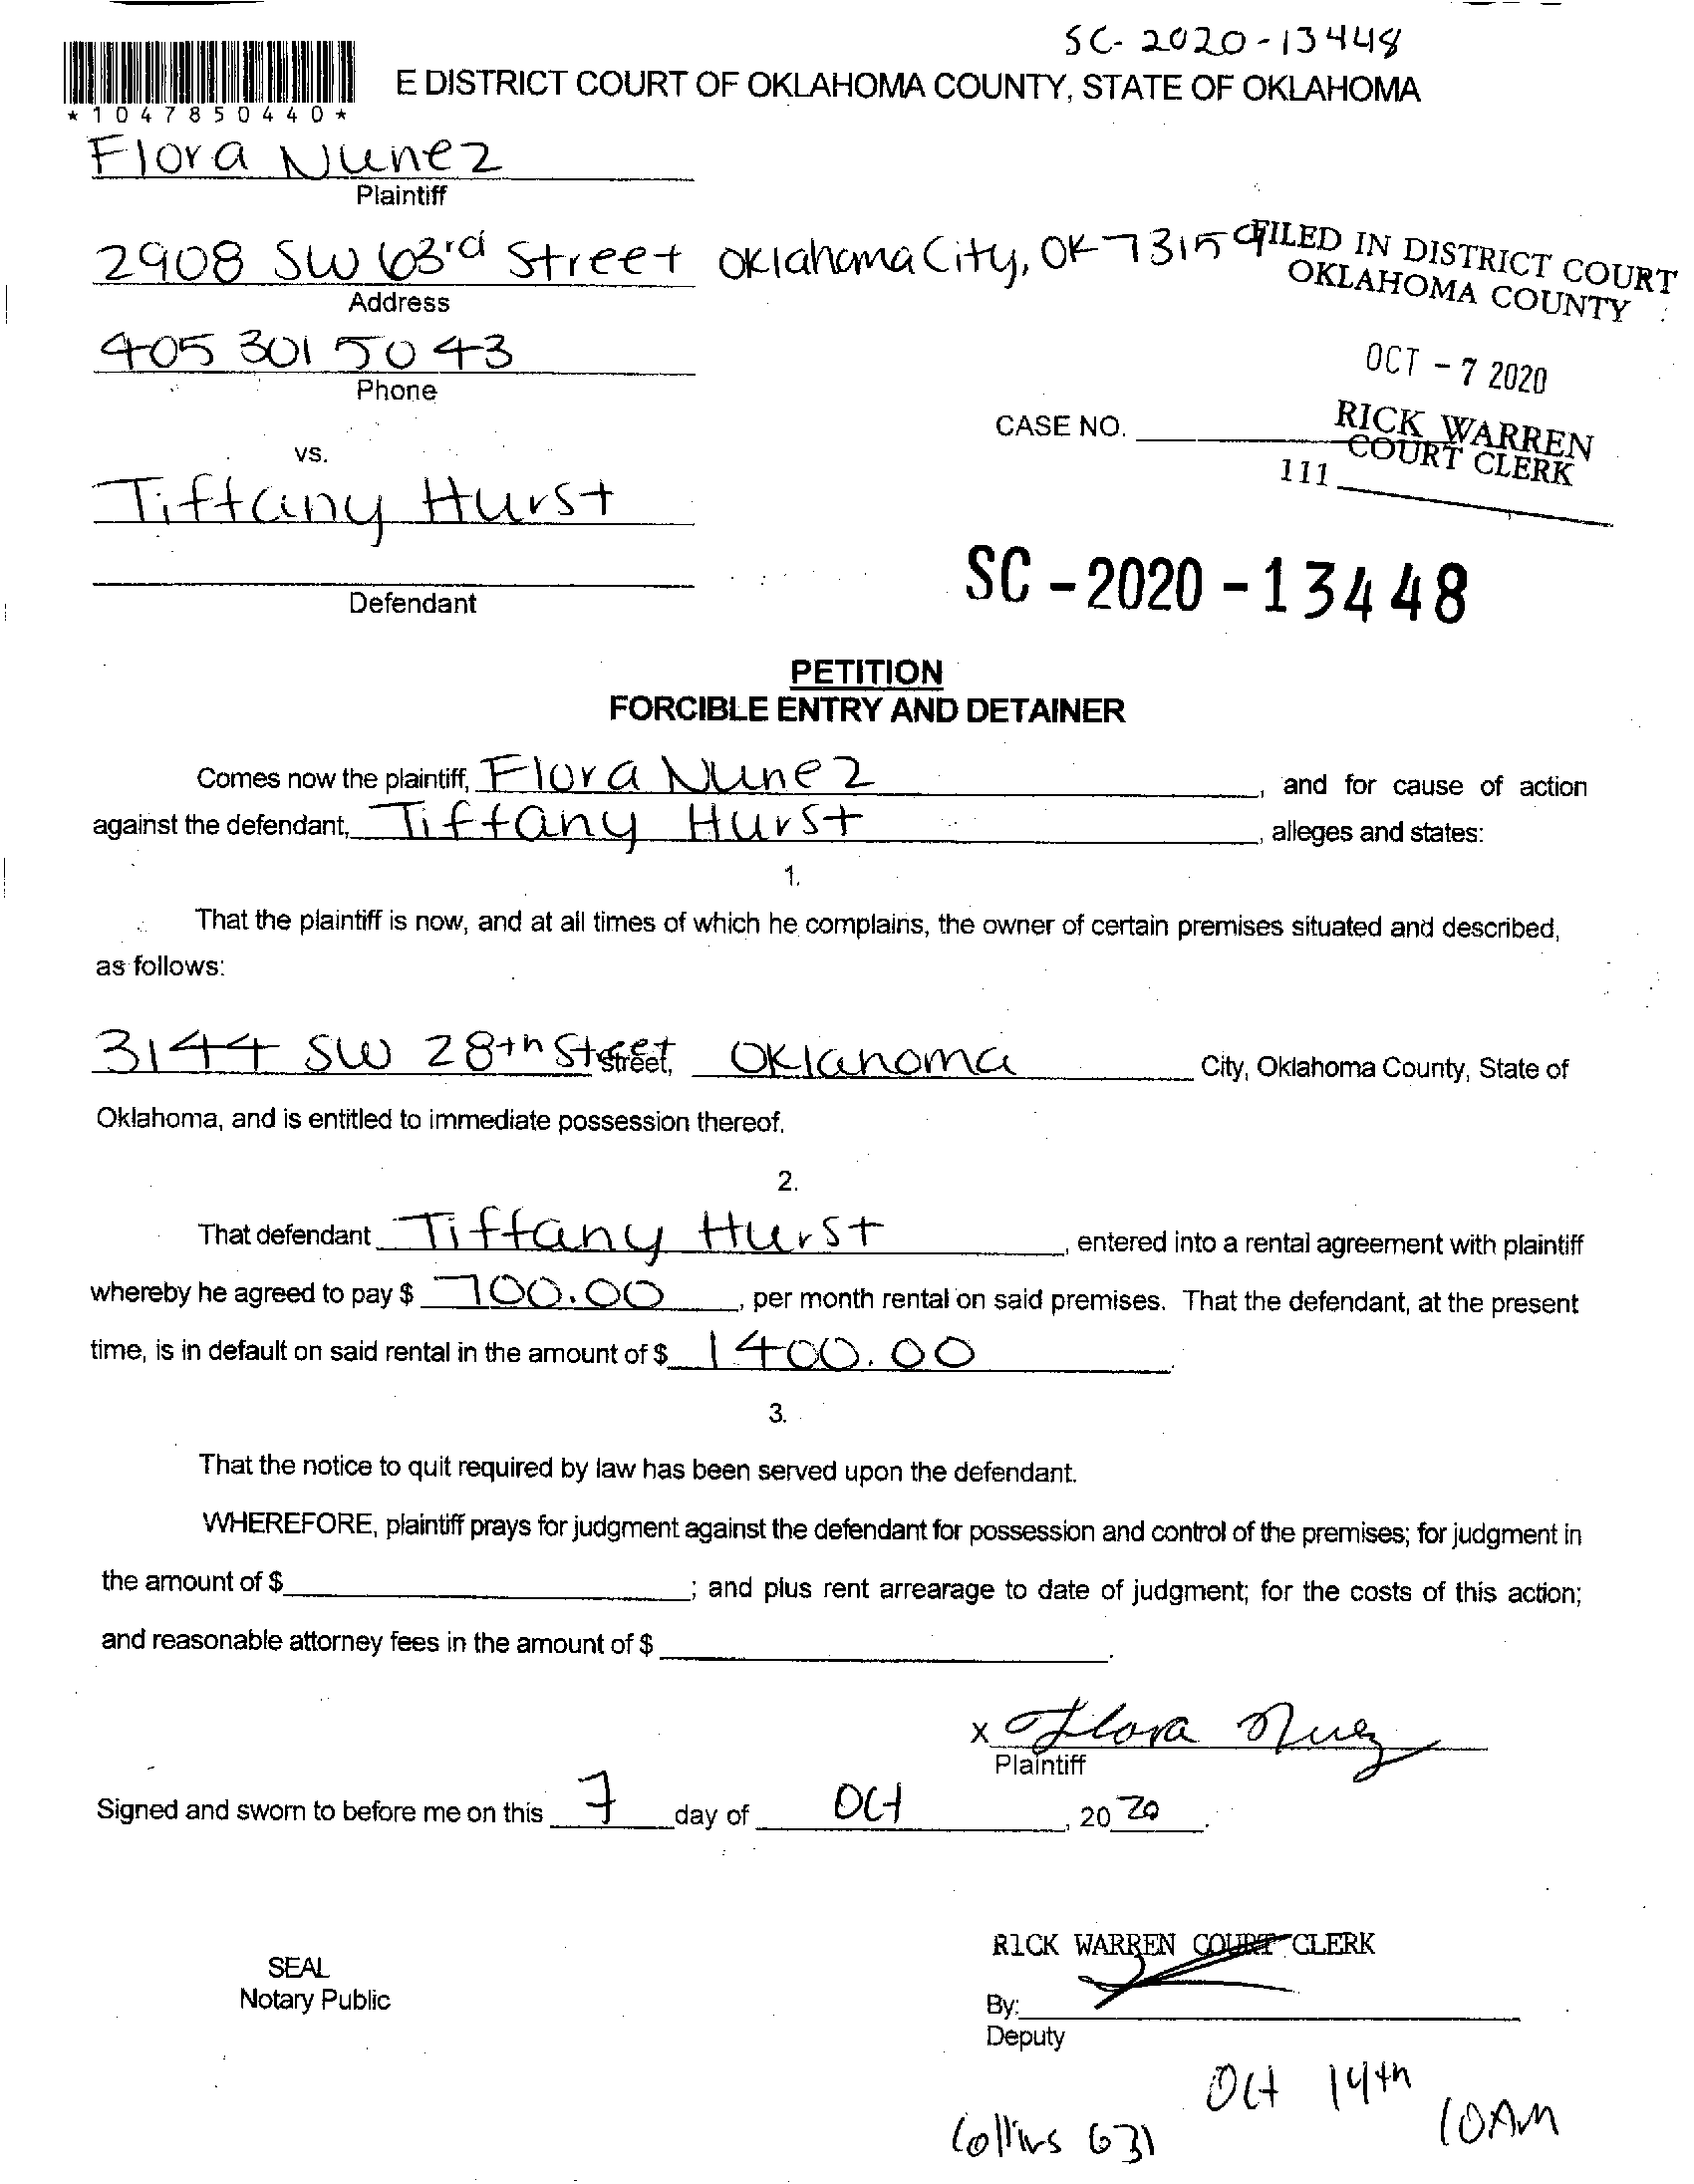 SC-2020-13448
E DISTRICT COURT OF OKLAHOMA COUNTY, STATE OF OKLAHOMA
*1047850440*
Flora Nunez
Plaintiff
2908 SW 63rd Street Oklahoma City, OK 73159
Address
FILED IN DISTRICT COURT
OKLAHOMA COUNTY
405 301 5043
Phone
OCT - 7 2020
RICK WARREN
COURT CLERK
CASE NO.
111
vs.
Tiffany Hurst
Defendant
SC - 2020 - 13448
PETITION
FORCIBLE ENTRY AND DETAINER
Comes now the plaintiff, Flora Nunez, and for cause of action
against the defendant, Tiffany Hurst, alleges and states:
1.
That the plaintiff is now, and at all times of which he complains, the owner of certain premises situated and described,
as follows:
3144 SW 28th Street Street, Oklahoma City, Oklahoma County, State of
Oklahoma, and is entitled to immediate possession thereof.
2.
That defendant Tiffany Hurst, entered into a rental agreement with plaintiff
whereby he agreed to pay $ 700.00, per month rental on said premises. That the defendant, at the present
time, is in default on said rental in the amount of $ 1400.00.
3.
That the notice to quit required by law has been served upon the defendant.
WHEREFORE, plaintiff prays for judgment against the defendant for possession and control of the premises; for judgment in
the amount of $ ; and plus rent arrearage to date of judgment; for the costs of this action;
and reasonable attorney fees in the amount of $ .
X Flora Nuez
Plaintiff
Signed and sworn to before me on this 7 day of Oct, 2020.
RICK WARREN COURT CLERK
SEAL
Notary Public
By:
Deputy
Oct 14th
10AM
Collins 631